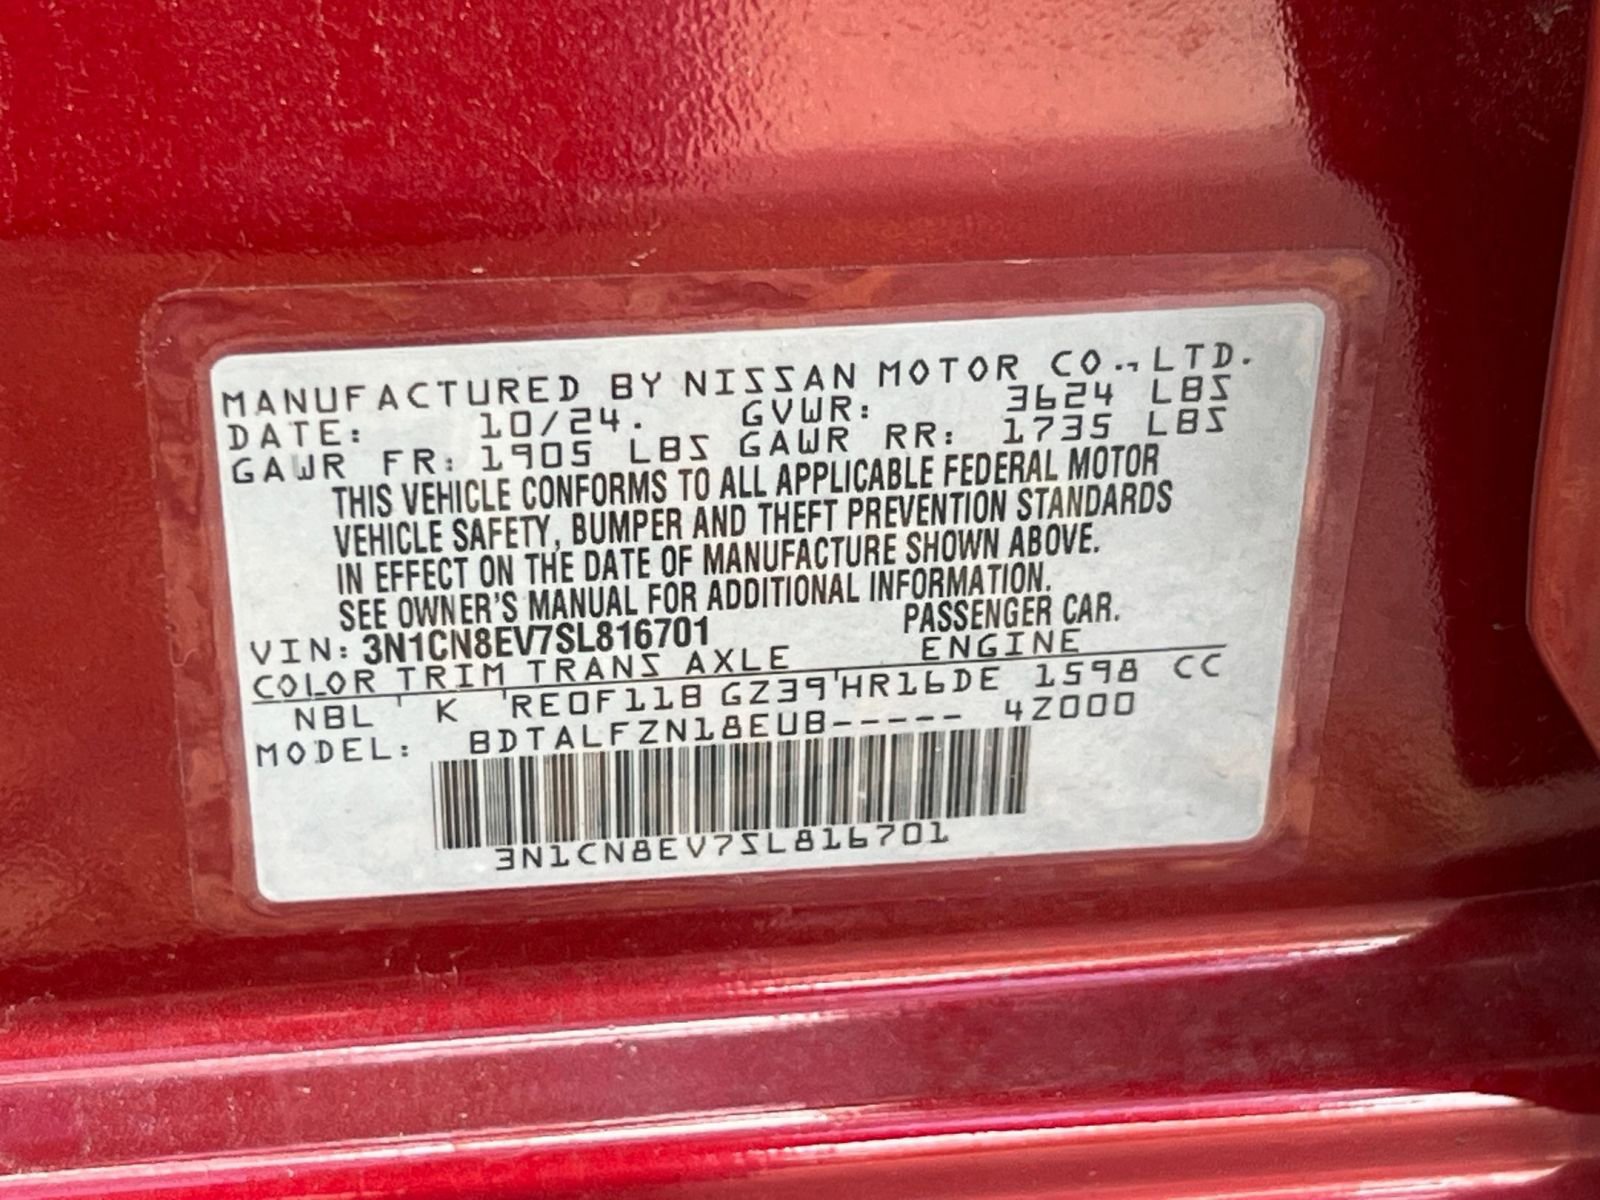 MANUFACTURED BY NISSAN MOTOR CO., LTD.
DATE: 10/24. GVWR: 3624 LBS
GAWR FR: 1905 LBS GAWR RR: 1735 LBS
THIS VEHICLE CONFORMS TO ALL APPLICABLE FEDERAL MOTOR
VEHICLE SAFETY, BUMPER AND THEFT PREVENTION STANDARDS
IN EFFECT ON THE DATE OF MANUFACTURE SHOWN ABOVE.
SEE OWNER'S MANUAL FOR ADDITIONAL INFORMATION.
VIN: 3N1CN8EV7SL816701 PASSENGER CAR.
COLOR TRIM TRANS AXLE ENGINE
NBL K RE0F11B GZ39 HR16DE 1598 CC
MODEL: BDTALFZN18EUB----- 4Z000
3N1CN8EV7SL816701